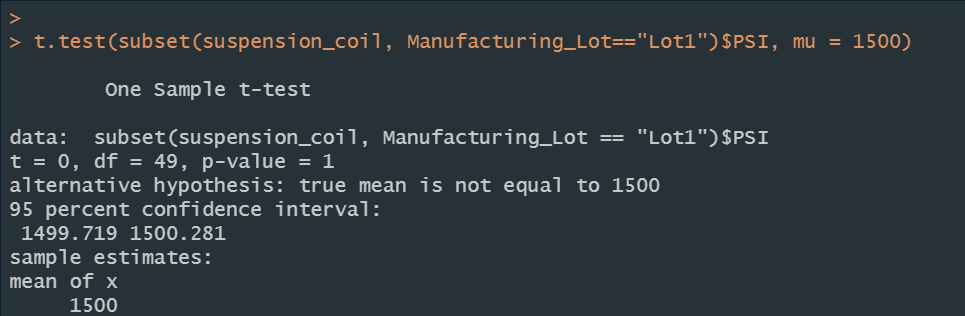 >
> t.test(subset(suspension_coil, Manufacturing_Lot=="Lot1")$PSI, mu = 1500)
One Sample t-test
data:  subset(suspension_coil, Manufacturing_Lot == "Lot1")$PSI
t = 0, df = 49, p-value = 1
alternative hypothesis: true mean is not equal to 1500
95 percent confidence interval:
1499.719 1500.281
sample estimates:
mean of x
1500